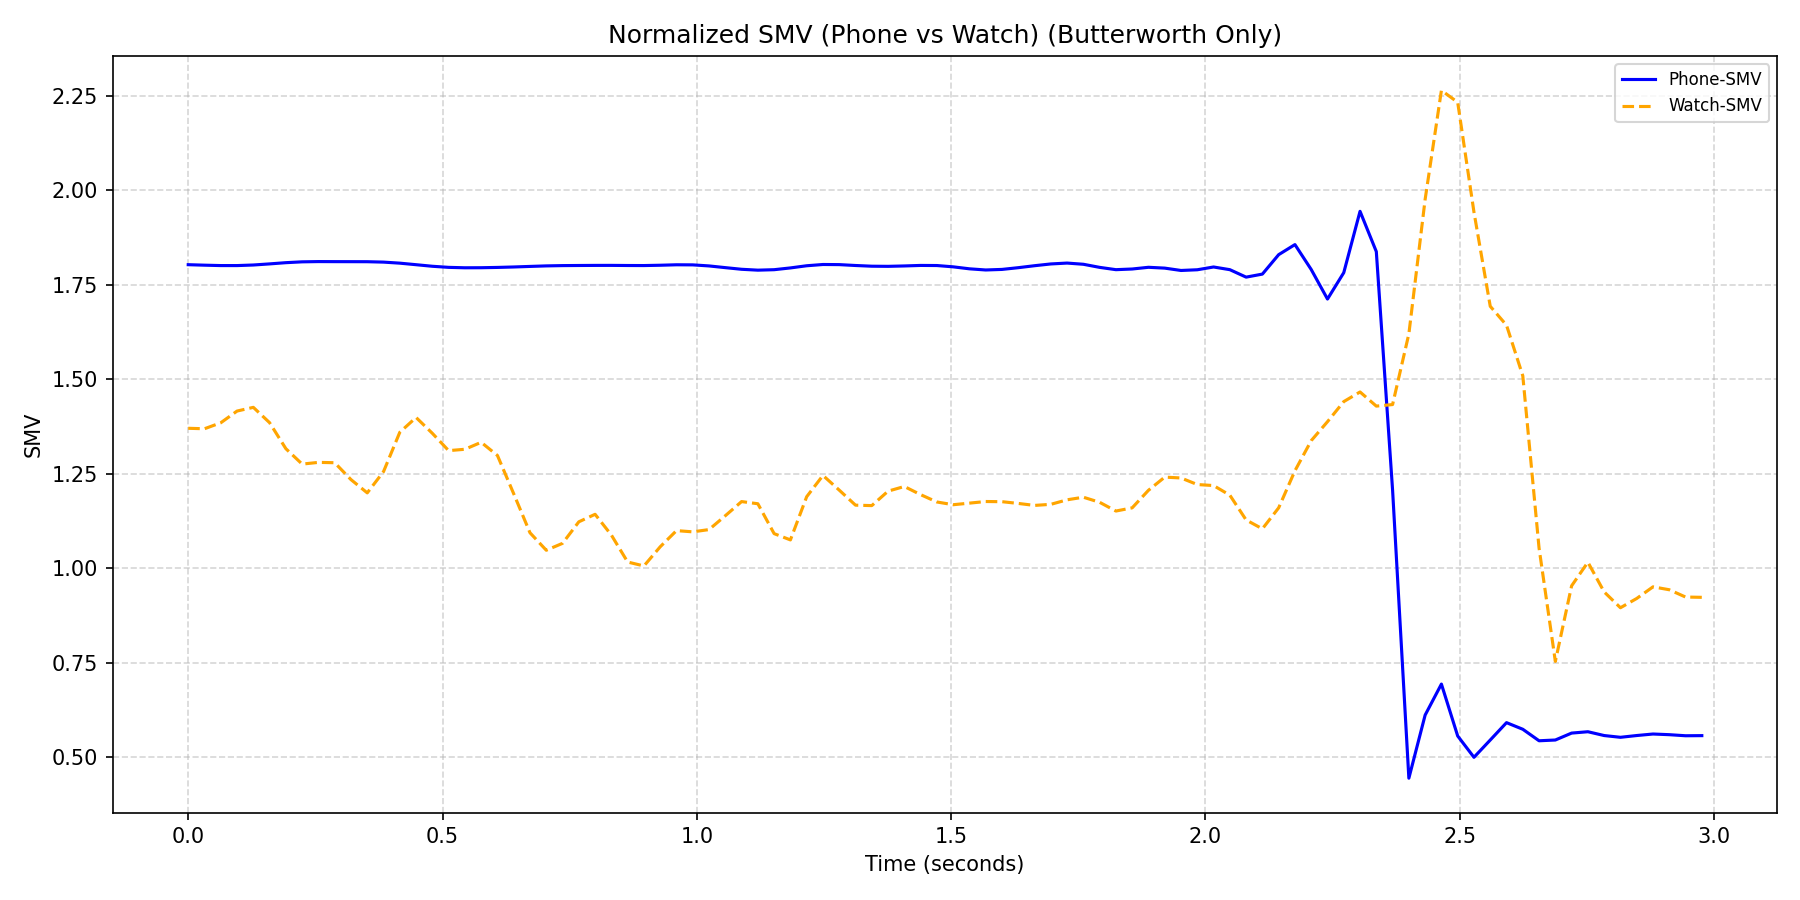 Normalized SMV (Phone vs Watch) (Butterworth Only)
Phone-SMV
Watch-SMV
2.25
2.00
1.75
1.50
1.25
1.00
0.75
0.50
SMV
0.0 0.5 1.0 1.5 2.0 2.5 3.0
Time (seconds)